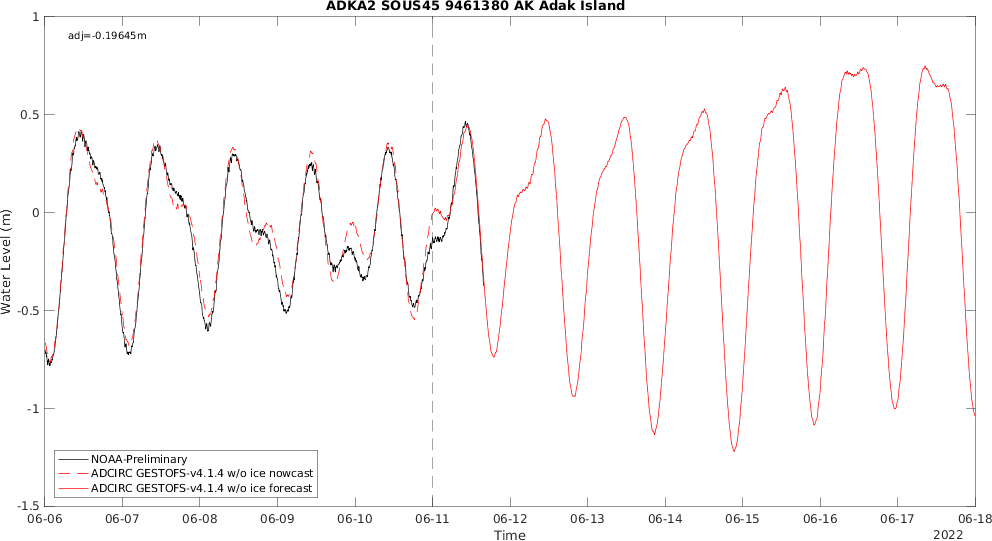 ADKA2 SOUS45 9461380 AK Adak Island
adj=-0.19645m
1
0.5
0
-0.5
-1
-1.5
Water Level (m)
NOAA-Preliminary
ADCIRC GESTOFS-v4.1.4 w/o ice nowcast
ADCIRC GESTOFS-v4.1.4 w/o ice forecast
06-06 06-07 06-08 06-09 06-10 06-11 06-12 06-13 06-14 06-15 06-16 06-17 06-18
Time
2022